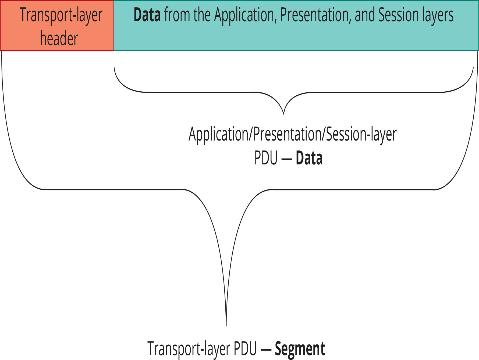 Transport-layer
header
Data from the Application, Presentation, and Session layers
Application/Presentation/Session-layer
PDU — Data
Transport-layer PDU — Segment